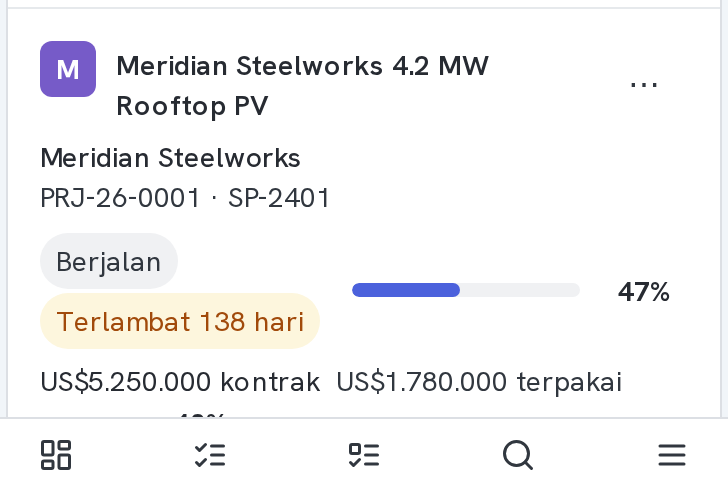 M
Meridian Steelworks 4.2 MW
Rooftop PV
...
Meridian Steelworks
PRJ-26-0001 · SP-2401
Berjalan
Terlambat 138 hari
47%
US$5.250.000 kontrak US$1.780.000 terpakai